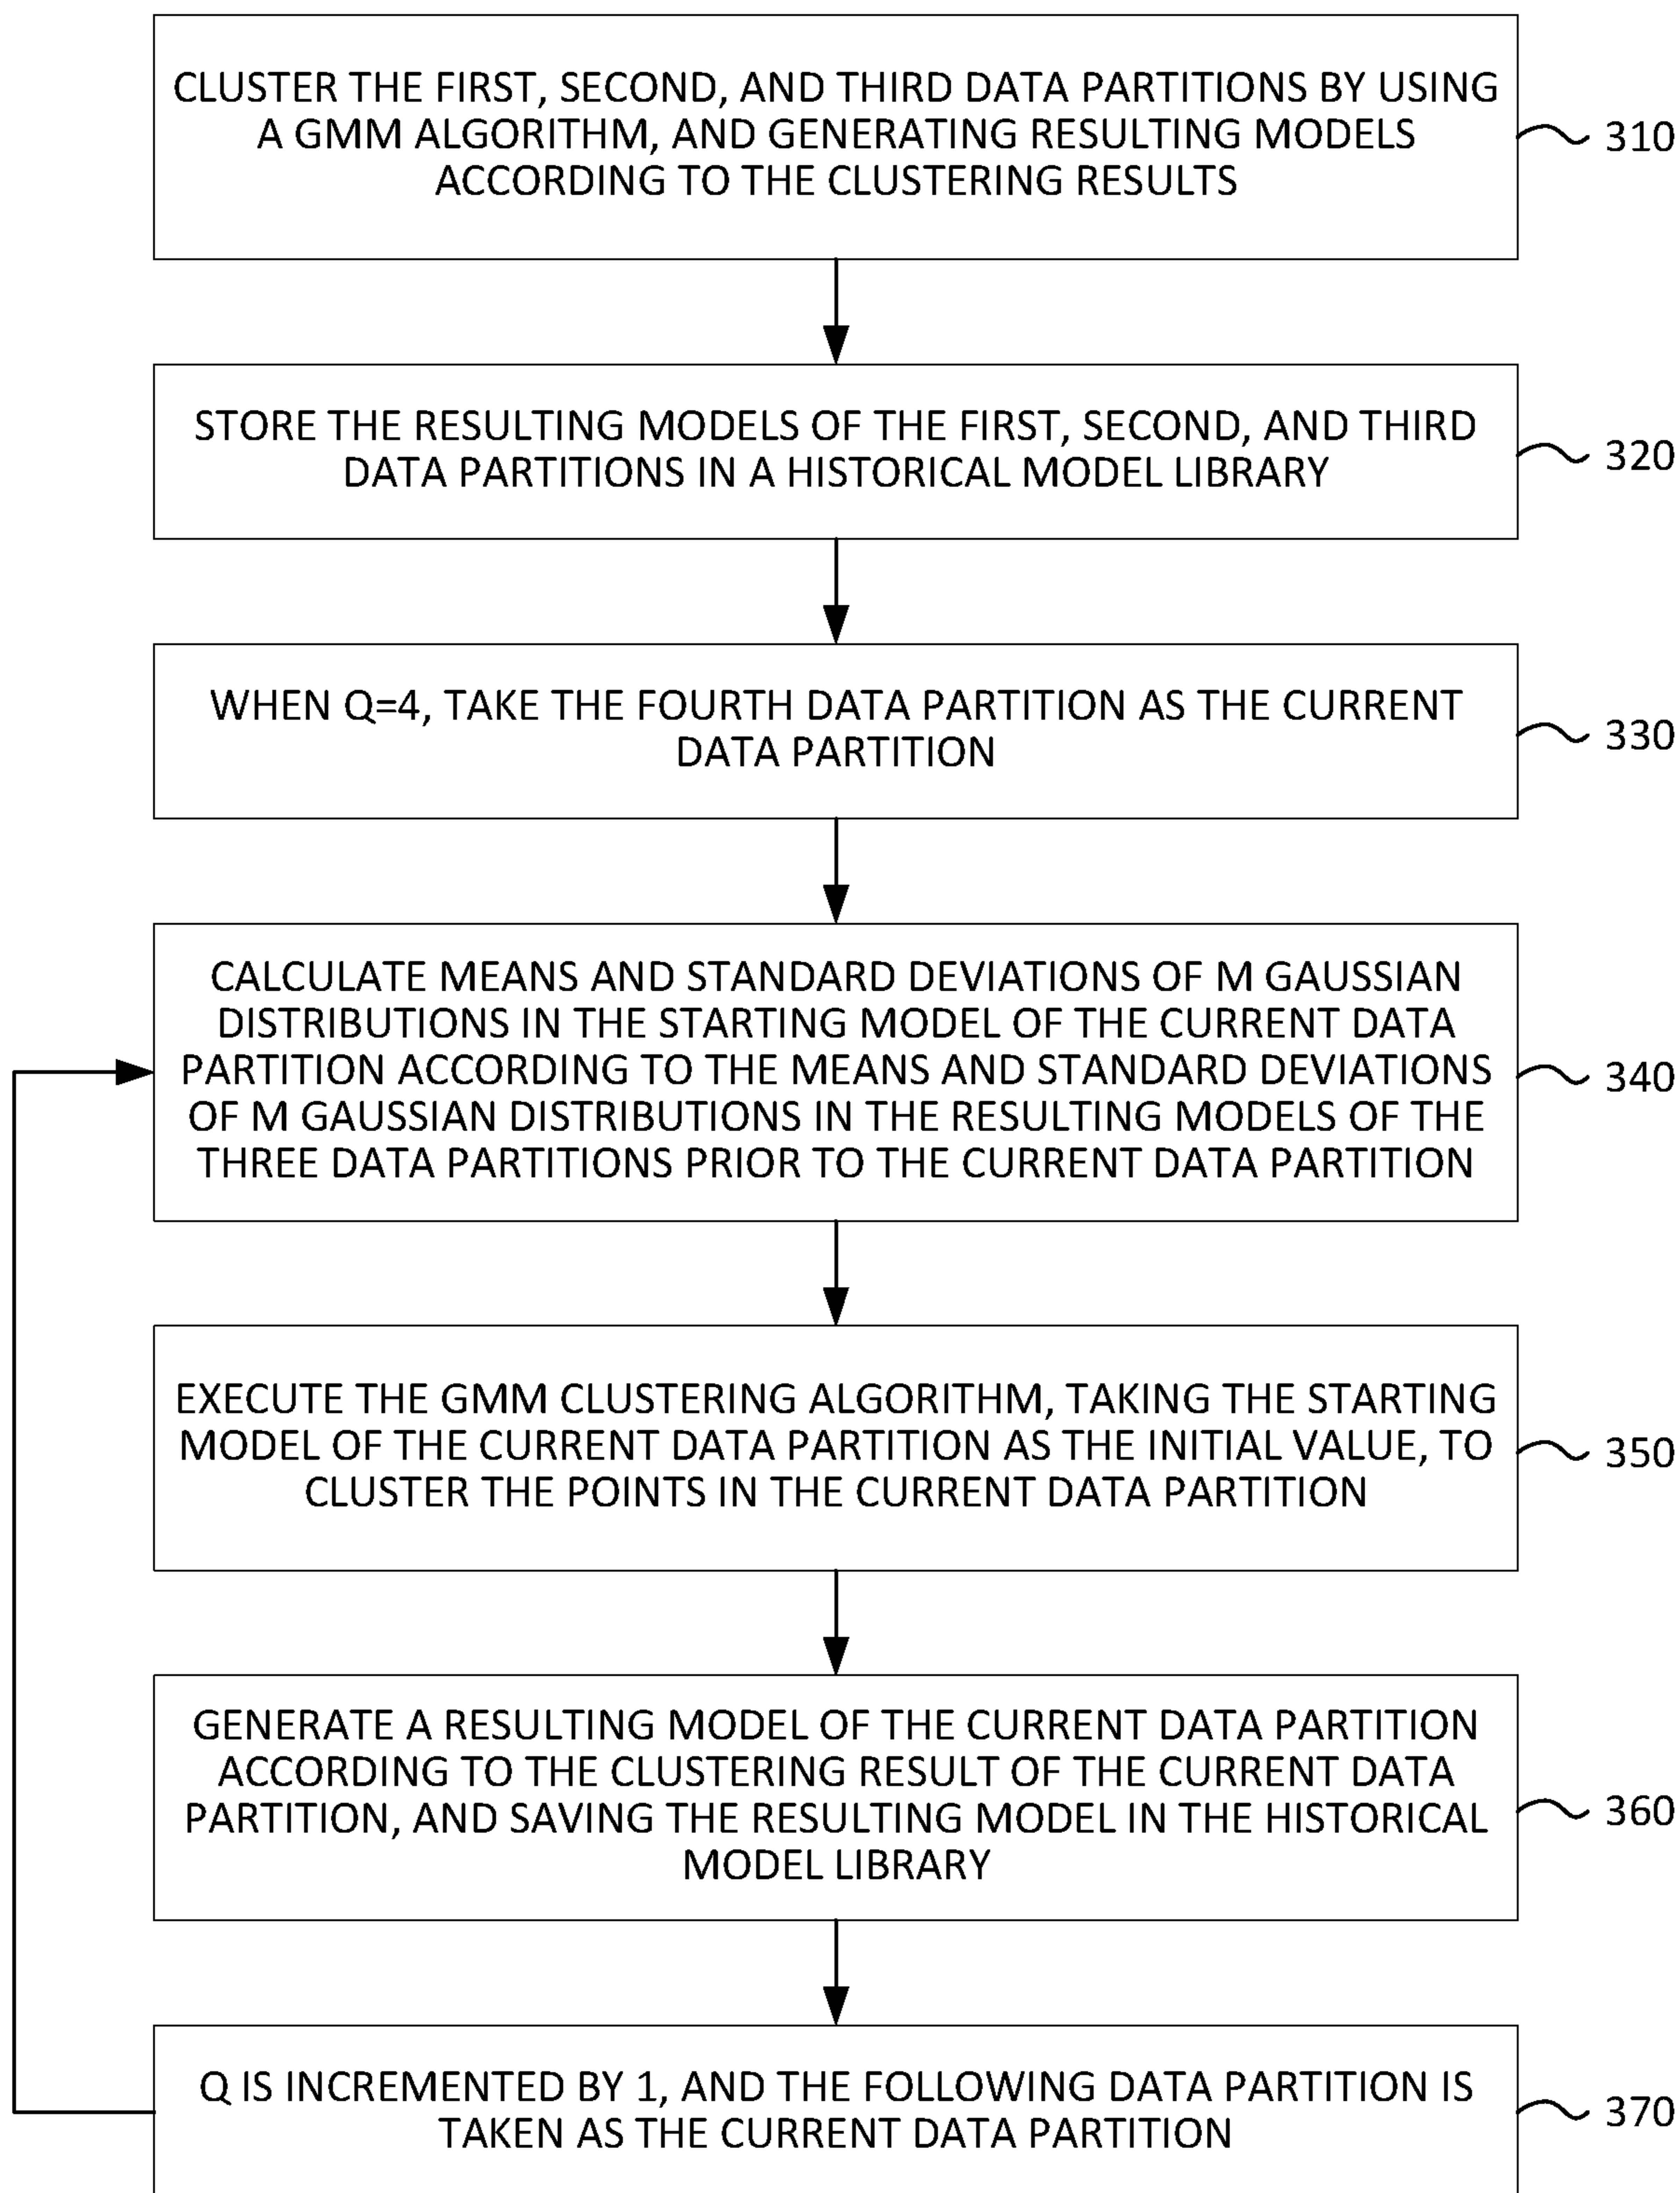 CLUSTER THE FIRST, SECOND, AND THIRD DATA PARTITIONS BY USING
A GMM ALGORITHM, AND GENERATING RESULTING MODELS
ACCORDING TO THE CLUSTERING RESULTS
310
STORE THE RESULTING MODELS OF THE FIRST, SECOND, AND THIRD
DATA PARTITIONS IN A HISTORICAL MODEL LIBRARY
320
WHEN Q=4, TAKE THE FOURTH DATA PARTITION AS THE CURRENT
DATA PARTITION
330
CALCULATE MEANS AND STANDARD DEVIATIONS OF M GAUSSIAN
DISTRIBUTIONS IN THE STARTING MODEL OF THE CURRENT DATA
PARTITION ACCORDING TO THE MEANS AND STANDARD DEVIATIONS
OF M GAUSSIAN DISTRIBUTIONS IN THE RESULTING MODELS OF THE
THREE DATA PARTITIONS PRIOR TO THE CURRENT DATA PARTITION
340
EXECUTE THE GMM CLUSTERING ALGORITHM, TAKING THE STARTING
MODEL OF THE CURRENT DATA PARTITION AS THE INITIAL VALUE, TO
CLUSTER THE POINTS IN THE CURRENT DATA PARTITION
350
GENERATE A RESULTING MODEL OF THE CURRENT DATA PARTITION
ACCORDING TO THE CLUSTERING RESULT OF THE CURRENT DATA
PARTITION, AND SAVING THE RESULTING MODEL IN THE HISTORICAL
MODEL LIBRARY
360
Q IS INCREMENTED BY 1, AND THE FOLLOWING DATA PARTITION IS
TAKEN AS THE CURRENT DATA PARTITION
370